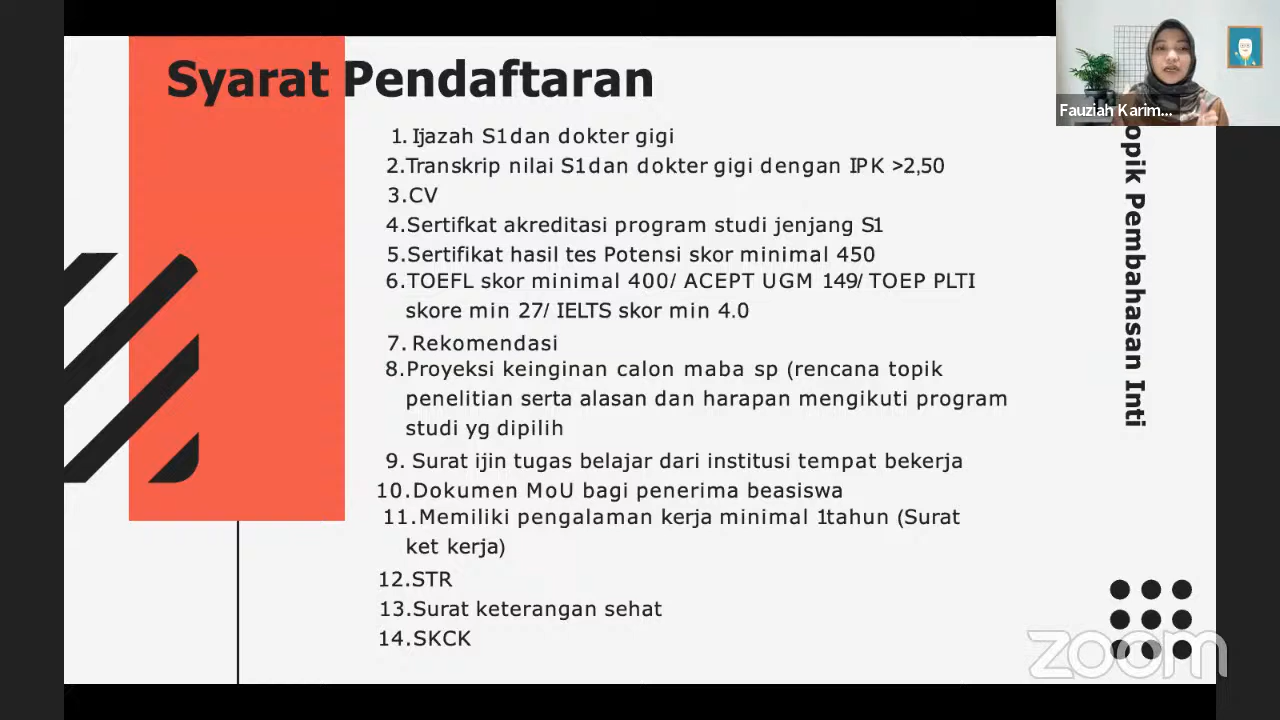 Syarat Pendaftaran
1. Ijazah S1 dan dokter gigi
2.Transkrip nilai S1 dan dokter gigi dengan IPK >2,50
3.CV
4.Sertifkat akreditasi program studi jenjang S1
5.Sertifikat hasil tes Potensi skor minimal 450
6.TOEFL skor minimal 400/ ACEPT UGM 149/ TOEP PLTI
skore min 27/ IELTS skor min 4.0
7. Rekomendasi
8.Proyeksi keinginan calon maba sp (rencana topik
penelitian serta alasan dan harapan mengikuti program
studi yg dipilih
9. Surat ijin tugas belajar dari institusi tempat bekerja
10.Dokumen MoU bagi penerima beasiswa
11.Memiliki pengalaman kerja minimal 1tahun (Surat
ket kerja)
12.STR
13.Surat keterangan sehat
14.SKCK
Fauziah Karim...
opik Pembahasan Inti
zoom